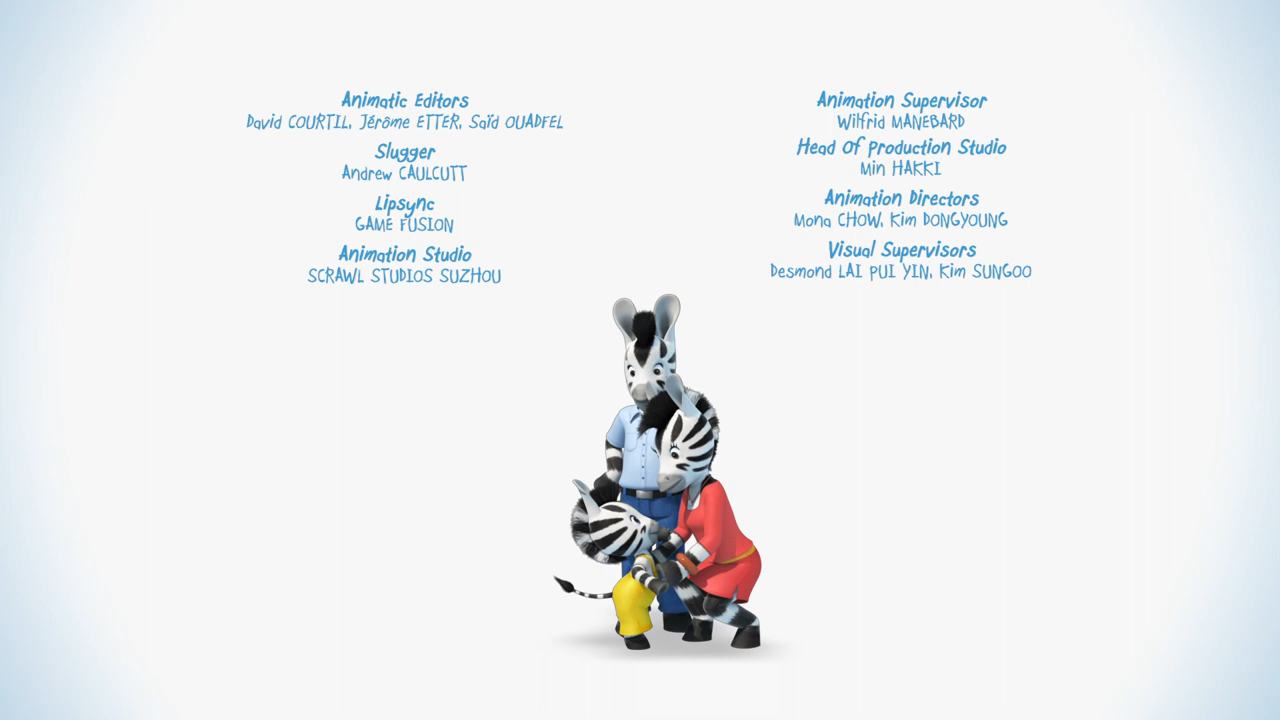 Animatic Editors
David COURTIL, Jérôme ETTER, Saïd OUADFEL
Slugger
Andrew CAULCUTT
Lipsync
GAME FUSION
Animation Studio
SCRAWL STUDIOS SUZHOU
Animation Supervisor
Wilfrid MANEBARD
Head Of Production Studio
Min HAKKI
Animation Directors
Mona CHOW, Kim DONGYOUNG
Visual Supervisors
Desmond LAI PUI YIN, Kim SUNGOO